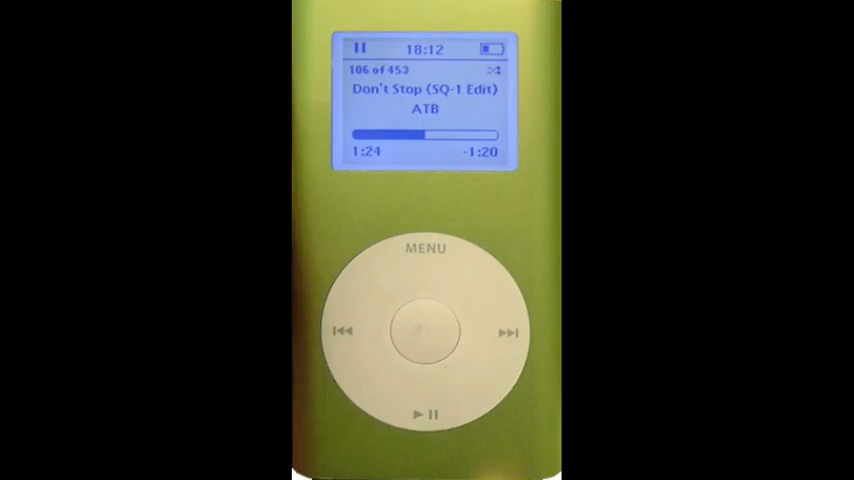 18:12
106 of 453
Don't Stop (SQ-1 Edit)
ATB
1:24 -1:20
MENU